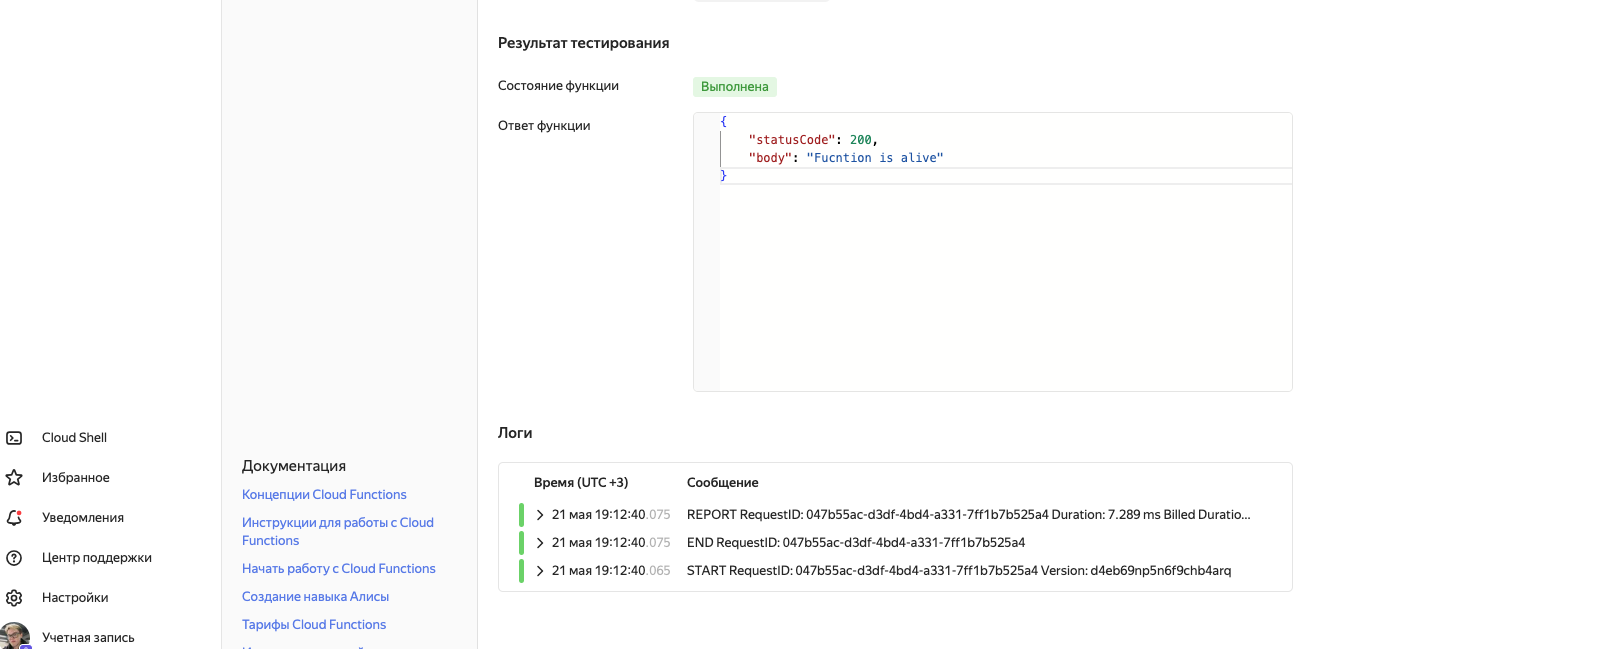 Результат тестирования
Состояние функции
Выполнена
Ответ функции
{
"statusCode": 200,
"body": "Fucntion is alive"
}
Cloud Shell
Избранное
Уведомления
Центр поддержки
Настройки
Учетная запись
Документация
Концепции Cloud Functions
Инструкции для работы с Cloud
Functions
Начать работу с Cloud Functions
Создание навыка Алисы
Тарифы Cloud Functions
Логи
Время (UTC +3) Сообщение
21 мая 19:12:40.075 REPORT RequestID: 047b55ac-d3df-4bd4-a331-7ff1b7b525a4 Duration: 7.289 ms Billed Duratio...
21 мая 19:12:40.075 END RequestID: 047b55ac-d3df-4bd4-a331-7ff1b7b525a4
21 мая 19:12:40.065 START RequestID: 047b55ac-d3df-4bd4-a331-7ff1b7b525a4 Version: d4eb69np5n6f9chb4arq